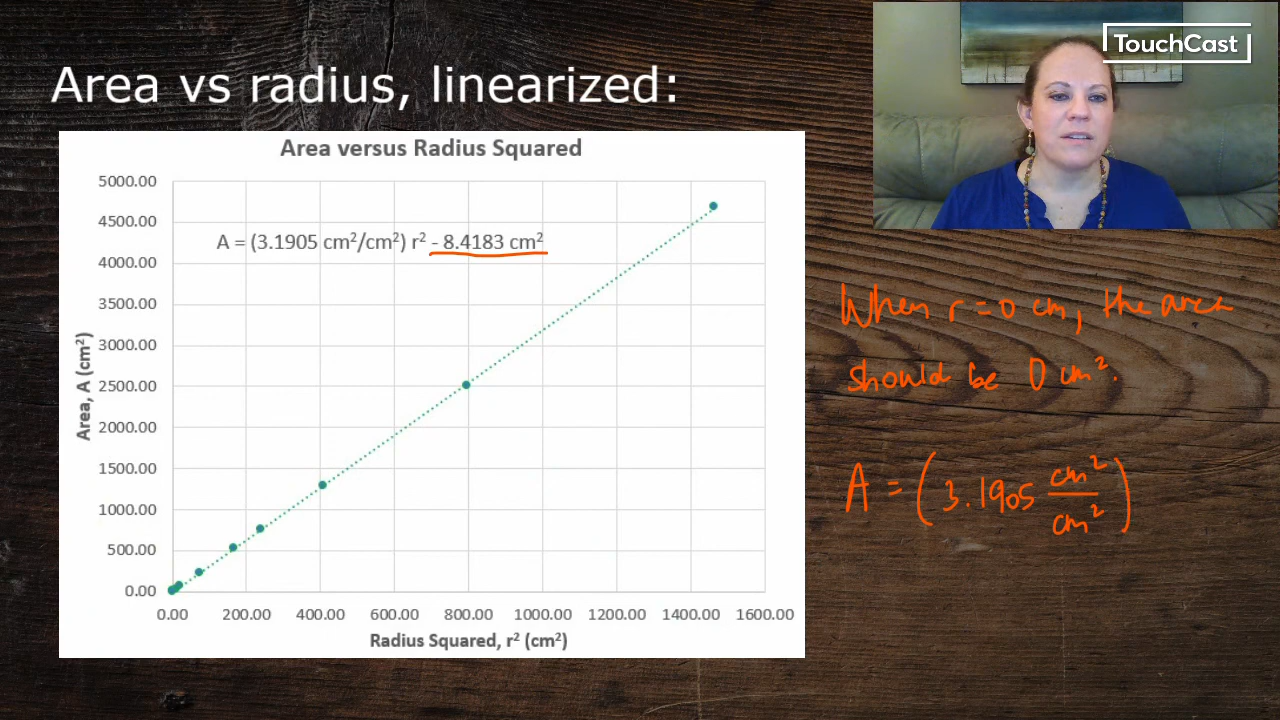 TouchCast
Area vs radius, linearized:
Area versus Radius Squared
5000.00
4500.00
4000.00
3500.00
3000.00
2500.00
2000.00
1500.00
1000.00
500.00
0.00
A = (3.1905 cm²/cm²) r² - 8.4183 cm²
Area, A (cm²)
0.00 200.00 400.00 600.00 800.00 1000.00 1200.00 1400.00 1600.00
Radius Squared, r² (cm²)
When r = 0 cm, the area
should be 0 cm².
A = (3.1905 cm²/cm²)